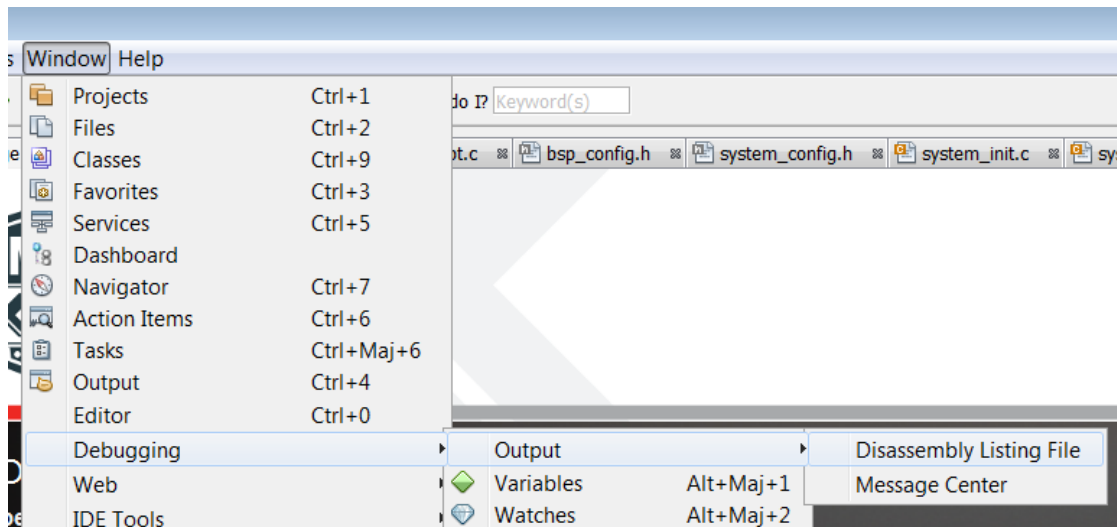 s Window Help
Projects Ctrl+1 do I? Keyword(s)
Files Ctrl+2
Classes Ctrl+9 pt.c bsp_config.h system_config.h system_init.c sy
Favorites Ctrl+3
Services Ctrl+5
Dashboard
Navigator Ctrl+7
Action Items Ctrl+6
Tasks Ctrl+Maj+6
Output Ctrl+4
Editor Ctrl+0
Debugging Output Disassembly Listing File
Web Variables Alt+Maj+1 Message Center
IDE Tools Watches Alt+Maj+2